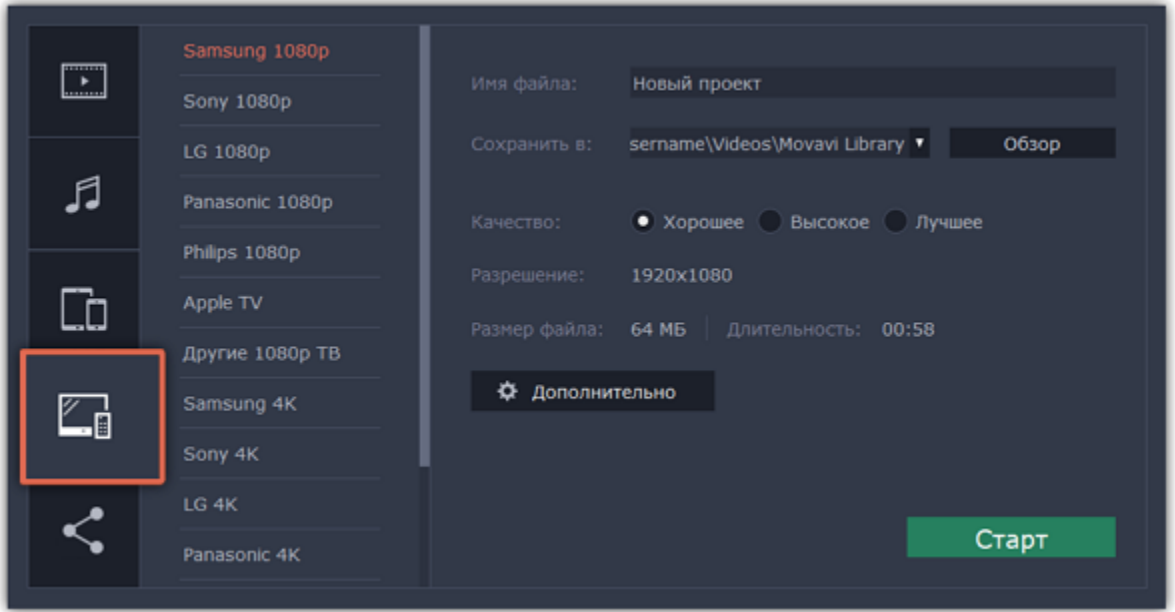 Samsung 1080p
Sony 1080p
LG 1080p
Panasonic 1080p
Philips 1080p
Apple TV
Другие 1080p ТВ
Samsung 4K
Sony 4K
LG 4K
Panasonic 4K
Имя файла: Новый проект
Сохранить в: sername\Videos\Movavi Library Обзор
Качество: Хорошее Высокое Лучшее
Разрешение: 1920x1080
Размер файла: 64 МБ Длительность: 00:58
Дополнительно
Старт